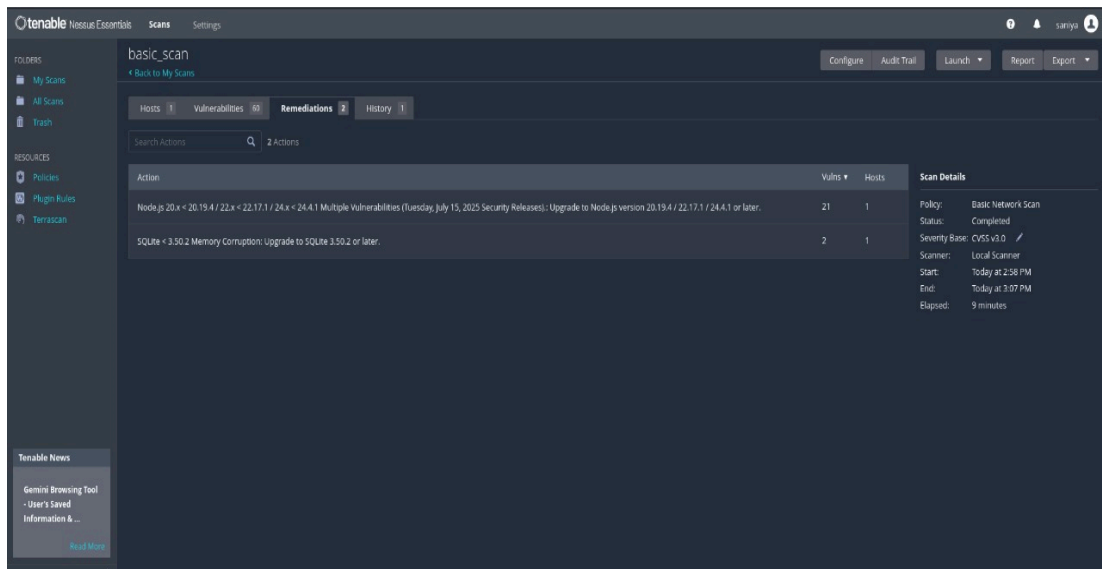 tenable Nessus Essentials Scans Settings saniya
FOLDERS
My Scans
All Scans
Trash
RESOURCES
Policies
Plugin Rules
Terrascan
basic_scan
Back to My Scans
Configure Audit Trail Launch Report Export
Hosts 1 Vulnerabilities 60 Remediations 2 History 1
Search Actions 2 Actions
Action Vulns Hosts
Node.js 20.x < 20.19.4 / 22.x < 22.17.1 / 24.x < 24.4.1 Multiple Vulnerabilities (Tuesday, July 15, 2025 Security Releases).: Upgrade to Node.js version 20.19.4 / 22.17.1 / 24.4.1 or later. 21 1
SQLite < 3.50.2 Memory Corruption: Upgrade to SQLite 3.50.2 or later. 2 1
Scan Details
Policy: Basic Network Scan
Status: Completed
Severity Base: CVSS v3.0
Scanner: Local Scanner
Start: Today at 2:58 PM
End: Today at 3:07 PM
Elapsed: 9 minutes
Tenable News
Gemini Browsing Tool
- User's Saved
Information & ...
Read More